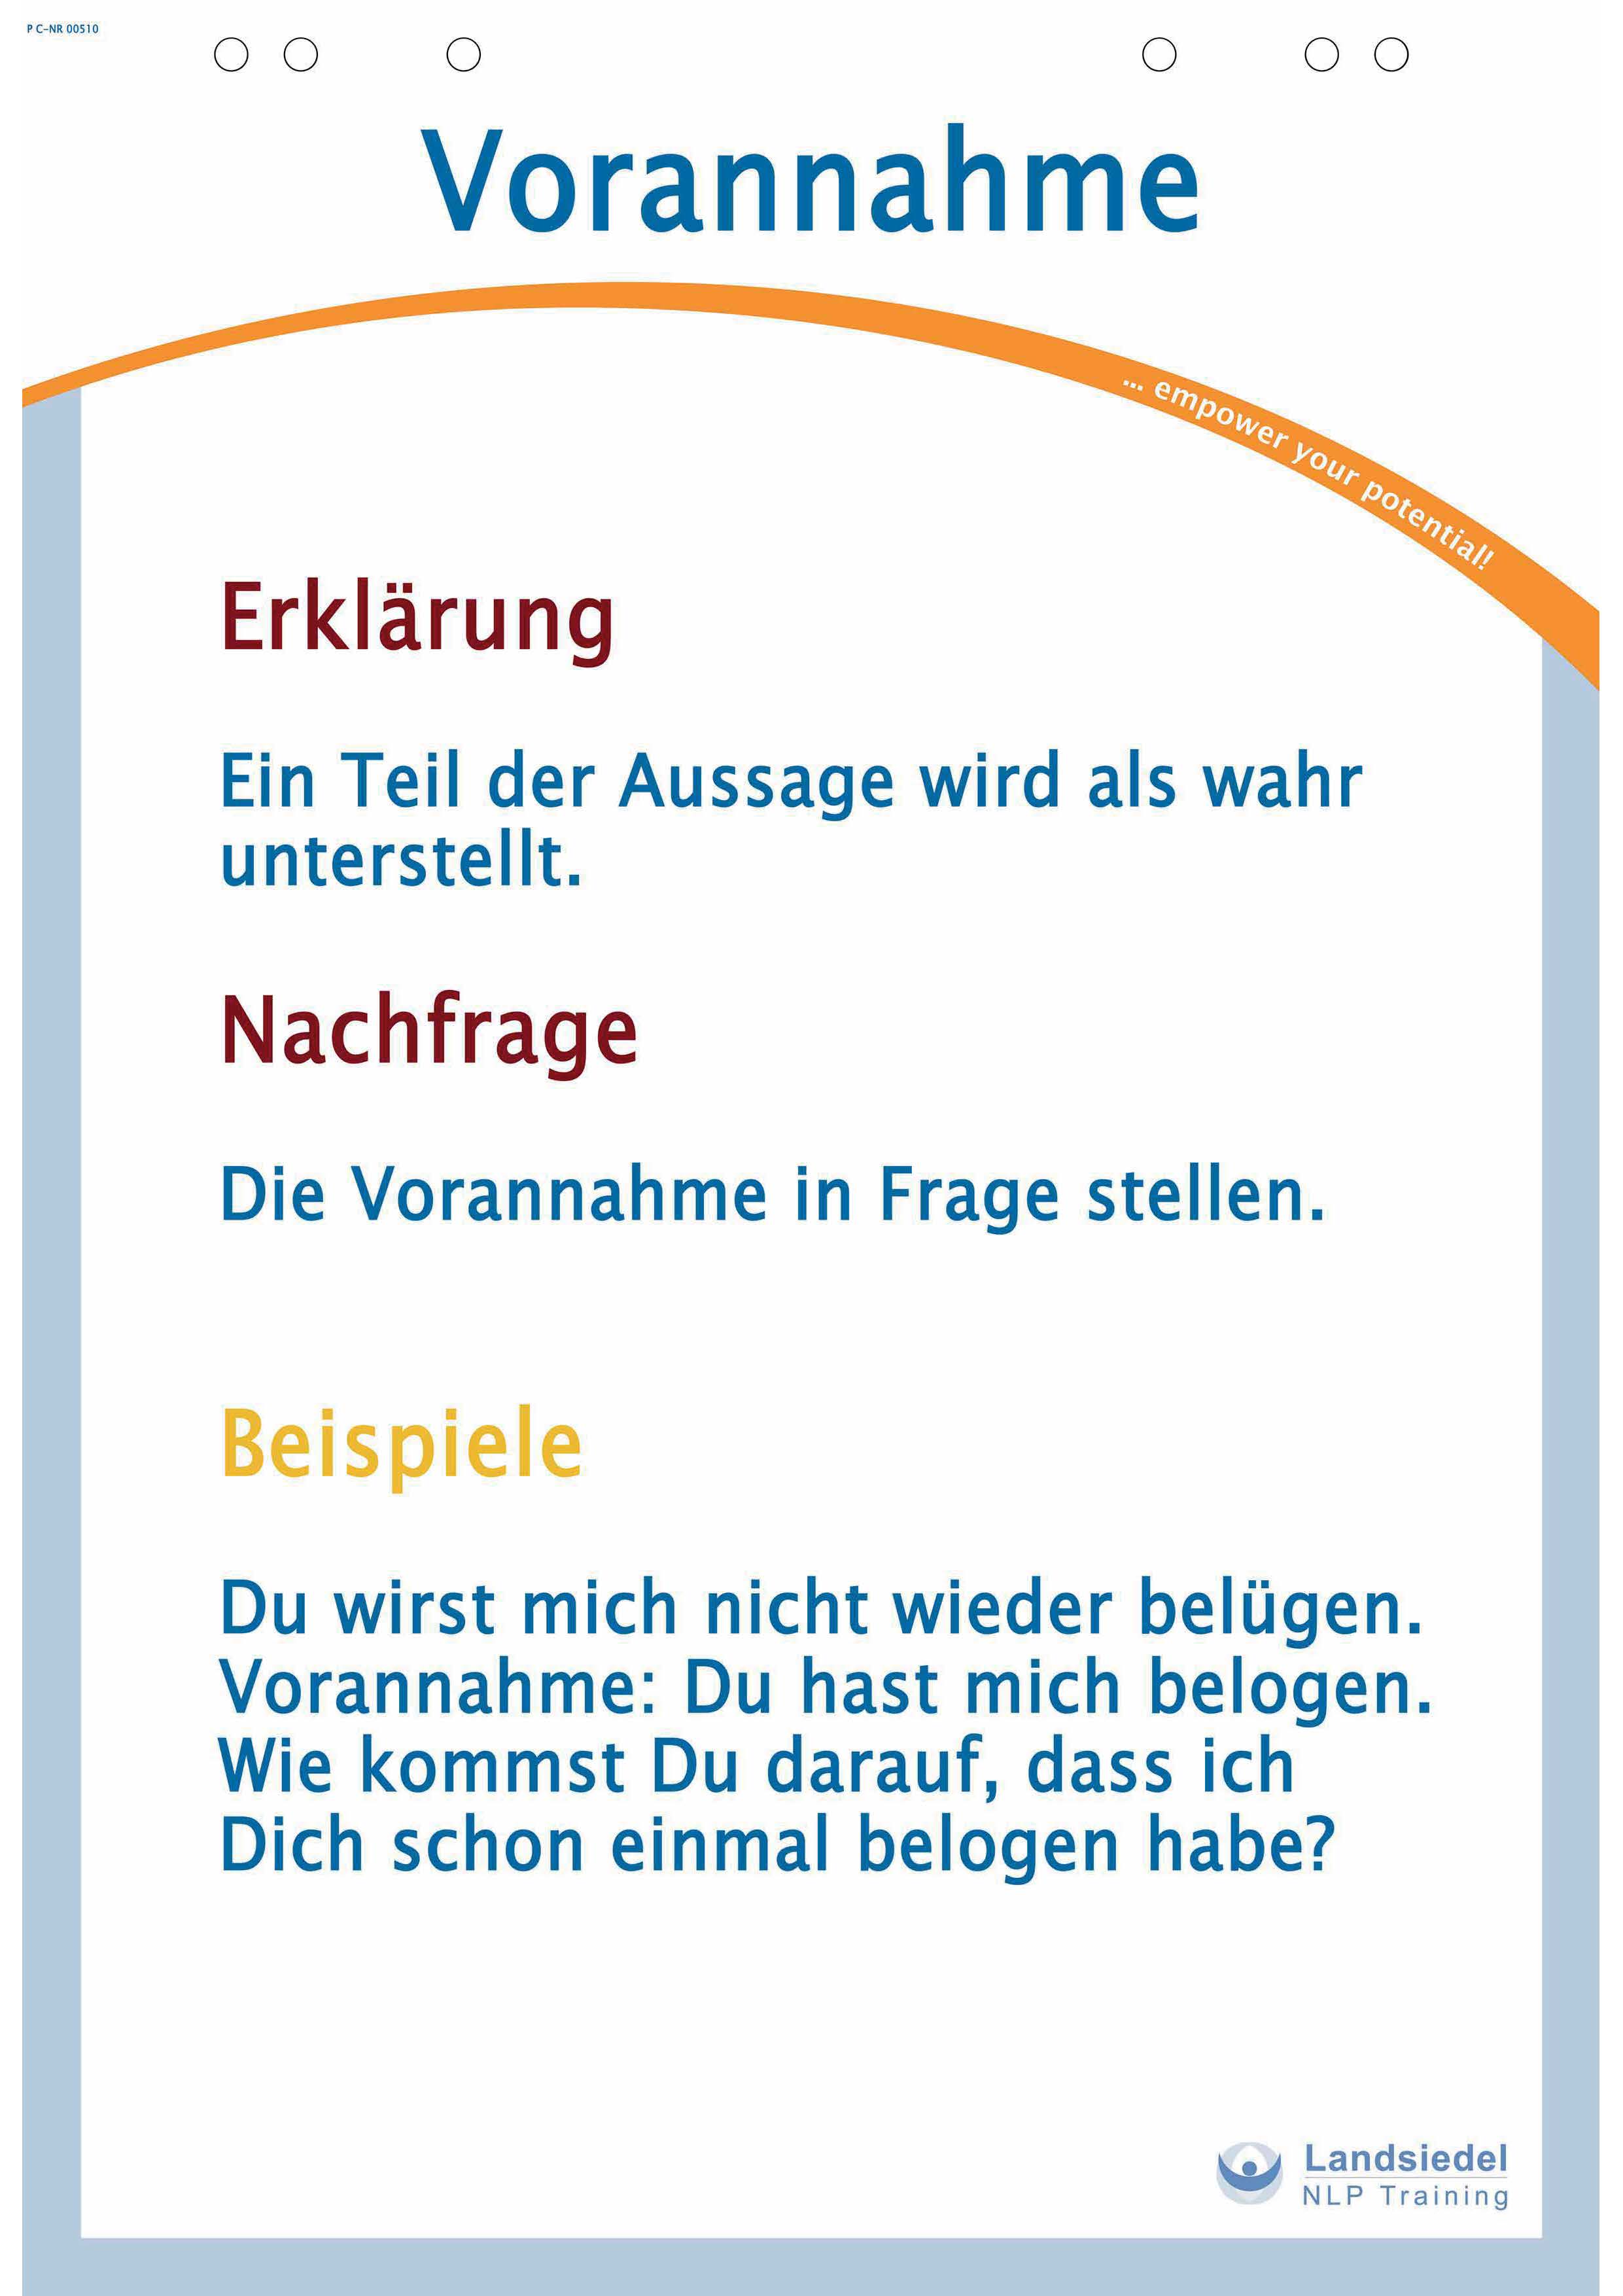 P C-NR 00510
Vorannahme
... empower your potential!
Erklärung
Ein Teil der Aussage wird als wahr
unterstellt.
Nachfrage
Die Vorannahme in Frage stellen.
Beispiele
Du wirst mich nicht wieder belügen.
Vorannahme: Du hast mich belogen.
Wie kommst Du darauf, dass ich
Dich schon einmal belogen habe?
Landsiedel
NLP Training